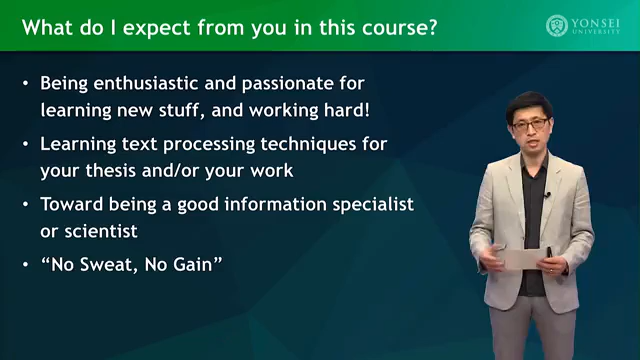 What do I expect from you in this course?
YONSEI
UNIVERSITY
• Being enthusiastic and passionate for
learning new stuff, and working hard!
• Learning text processing techniques for
your thesis and/or your work
• Toward being a good information specialist
or scientist
• “No Sweat, No Gain”